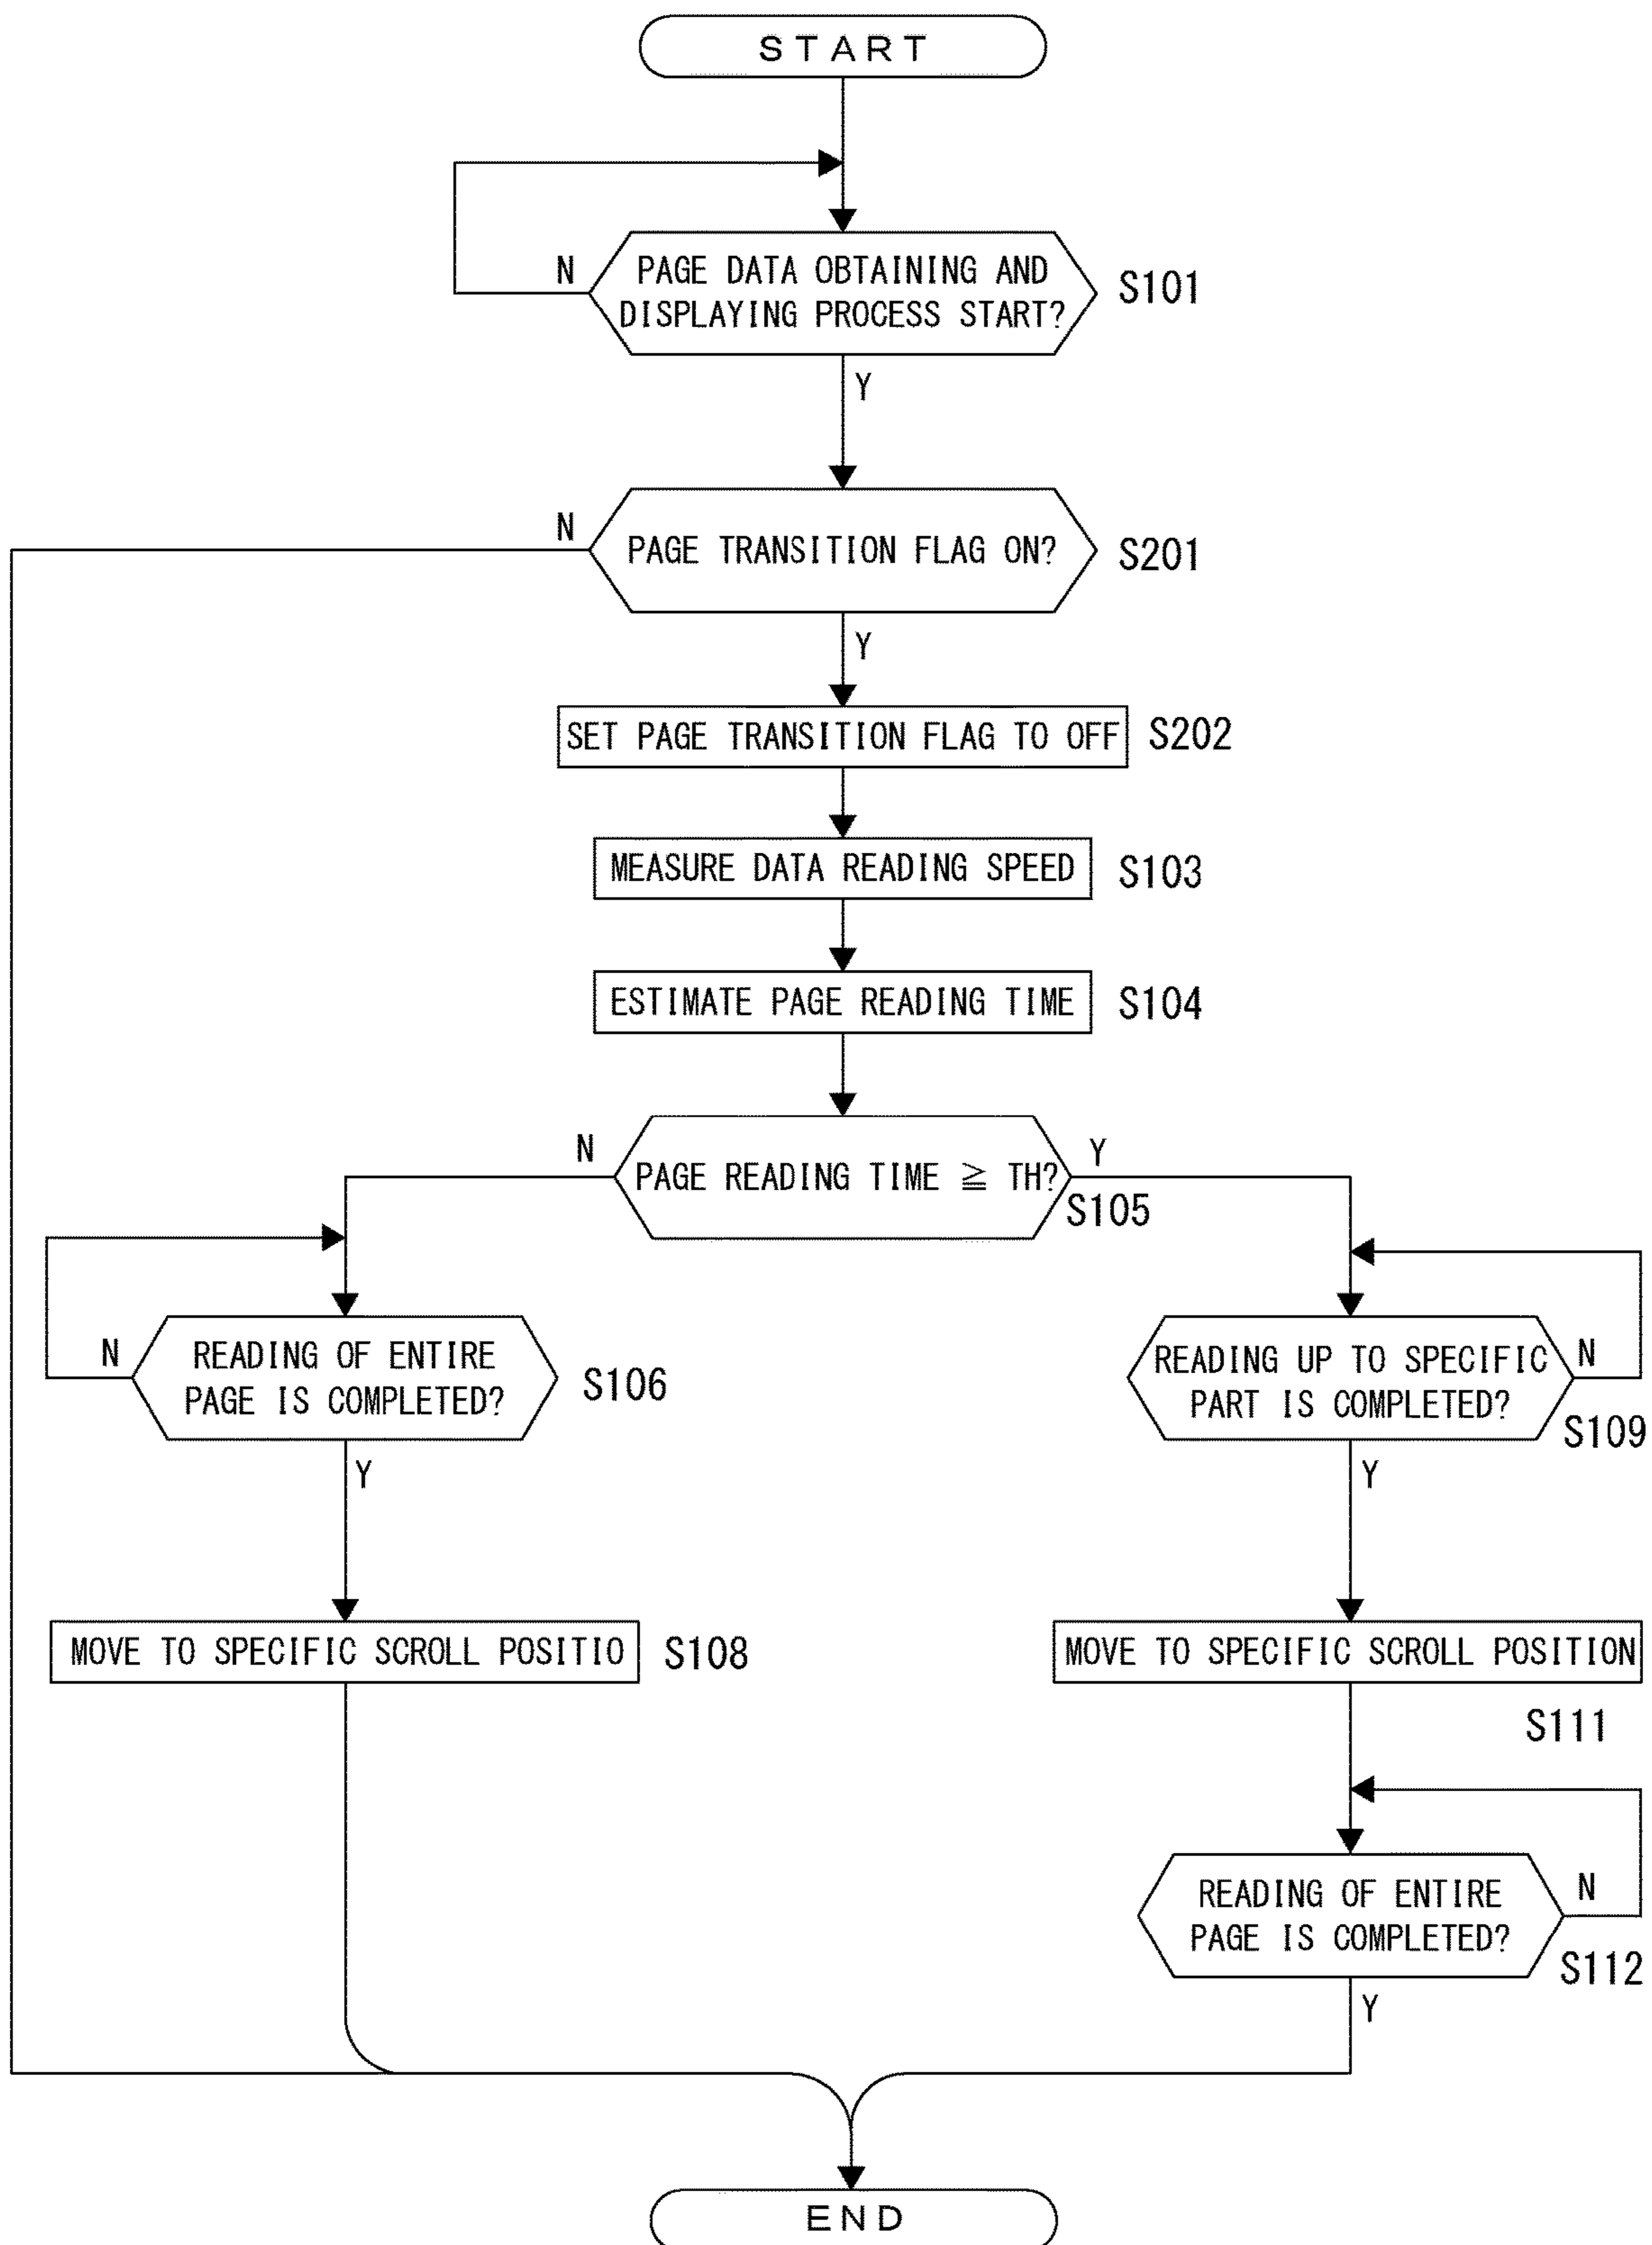 START
N
PAGE DATA OBTAINING AND
DISPLAYING PROCESS START?
S101
Y
N
PAGE TRANSITION FLAG ON?
S201
Y
SET PAGE TRANSITION FLAG TO OFF
S202
MEASURE DATA READING SPEED
S103
ESTIMATE PAGE READING TIME
S104
N
PAGE READING TIME ≧ TH?
Y
S105
N
READING OF ENTIRE
PAGE IS COMPLETED?
S106
Y
READING UP TO SPECIFIC
PART IS COMPLETED?
N
S109
Y
MOVE TO SPECIFIC SCROLL POSITIO
S108
MOVE TO SPECIFIC SCROLL POSITION
S111
READING OF ENTIRE
PAGE IS COMPLETED?
N
S112
Y
END